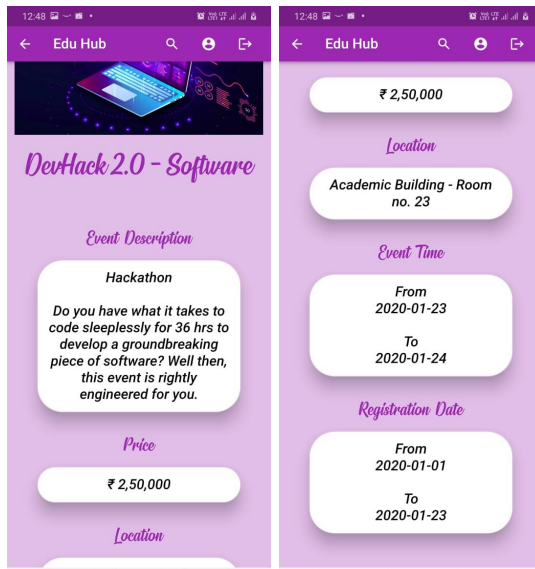 12:48
Edu Hub
DevHack 2.0 - Software
Event Description
Hackathon
Do you have what it takes to
code sleeplessly for 36 hrs to
develop a groundbreaking
piece of software? Well then,
this event is rightly
engineered for you.
Price
₹ 2,50,000
Location
12:48
Edu Hub
₹ 2,50,000
Location
Academic Building - Room
no. 23
Event Time
From
2020-01-23
To
2020-01-24
Registration Date
From
2020-01-01
To
2020-01-23